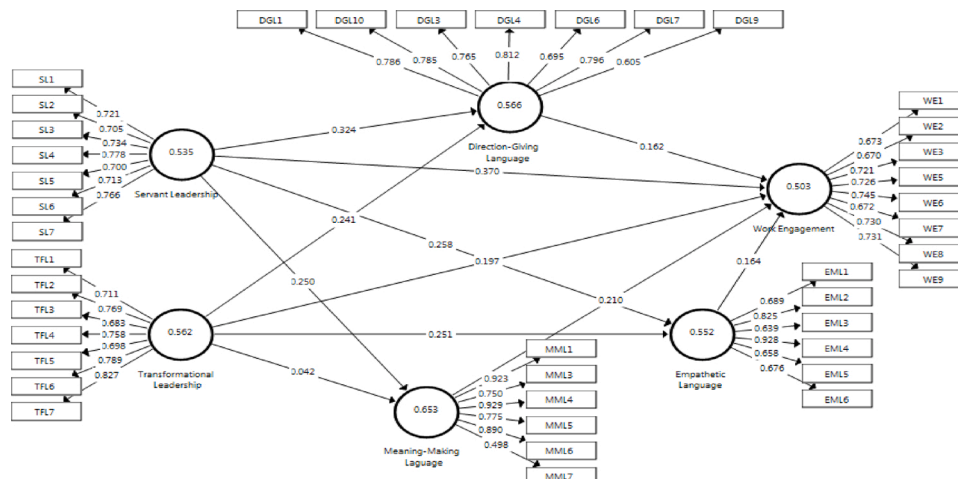 DGL1 DGL10 DGL3 DGL4 DGL6 DGL7 DGL9
0.786 0.785 0.765 0.812 0.695 0.796 0.605
0.566
Direction-Giving
Language
SL1
SL2
SL3
SL4
SL5
SL6
SL7
0.721
0.705
0.734
0.778
0.700
0.713
0.766
0.535
Servant Leadership
0.324
0.370
0.241
0.258
0.250
0.197
0.162
0.210
0.164
0.251
0.042
WE1
WE2
WE3
WE5
WE6
WE7
WE8
WE9
0.673
0.670
0.721
0.726
0.745
0.672
0.730
0.731
0.503
Work Engagement
TFL1
TFL2
TFL3
TFL4
TFL5
TFL6
TFL7
0.711
0.769
0.683
0.758
0.698
0.789
0.827
0.562
Transformational
Leadership
0.653
Meaning-Making
Laguage
MML1
MML3
MML4
MML5
MML6
MML7
0.923
0.750
0.929
0.775
0.890
0.498
0.552
Empathetic
Language
EML1
EML2
EML3
EML4
EML5
EML6
0.689
0.825
0.639
0.928
0.658
0.676